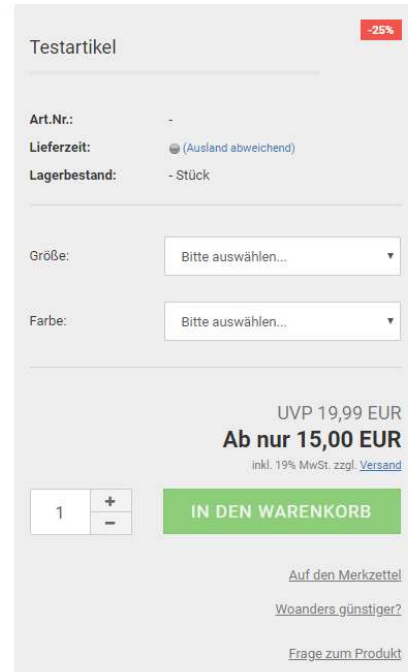 -25%
Testartikel
Art.Nr.: -
Lieferzeit: (Ausland abweichend)
Lagerbestand: - Stück
Größe: Bitte auswählen...
Farbe: Bitte auswählen...
UVP 19,99 EUR
Ab nur 15,00 EUR
inkl. 19% MwSt. zzgl. Versand
1 + −
IN DEN WARENKORB
Auf den Merkzettel
Woanders günstiger?
Frage zum Produkt